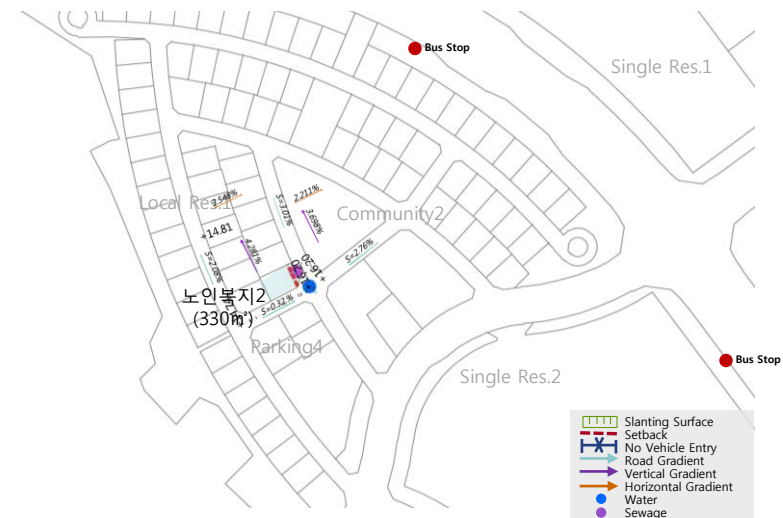 Bus Stop
Single Res.1
3.548%
2.211%
Local Res.1
S=3.01%
3.698%
Community2
+14.81
4.281%
S=2.76%
S=2.08%
+16.20
노인복지2
(330㎡)
S=0.32%
Parking4
Bus Stop
Single Res.2
Slanting Surface
Setback
No Vehicle Entry
Road Gradient
Vertical Gradient
Horizontal Gradient
Water
Sewage